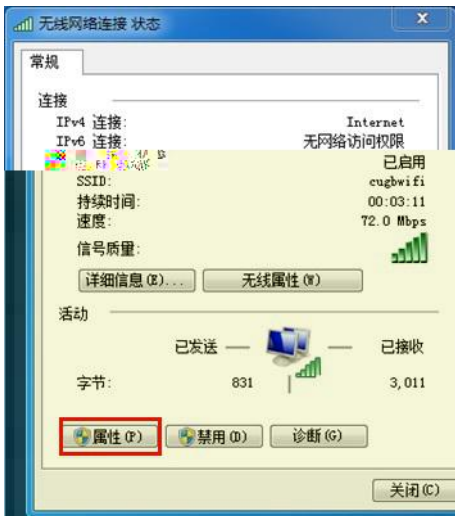 无线网络连接 状态
常规
连接
IPv4 连接: Internet
IPv6 连接: 无网络访问权限
已启用
SSID: cugbwifi
持续时间: 00:03:11
速度: 72.0 Mbps
信号质量:
详细信息(E)... 无线属性(W)
活动
已发送 — — 已接收
字节: 831 3,011
属性(P) 禁用(D) 诊断(G)
关闭(C)